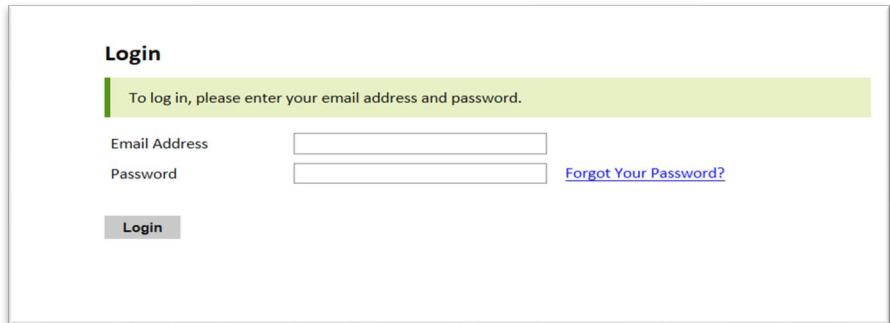 Login
To log in, please enter your email address and password.
Email Address
Password Forgot Your Password?
Login